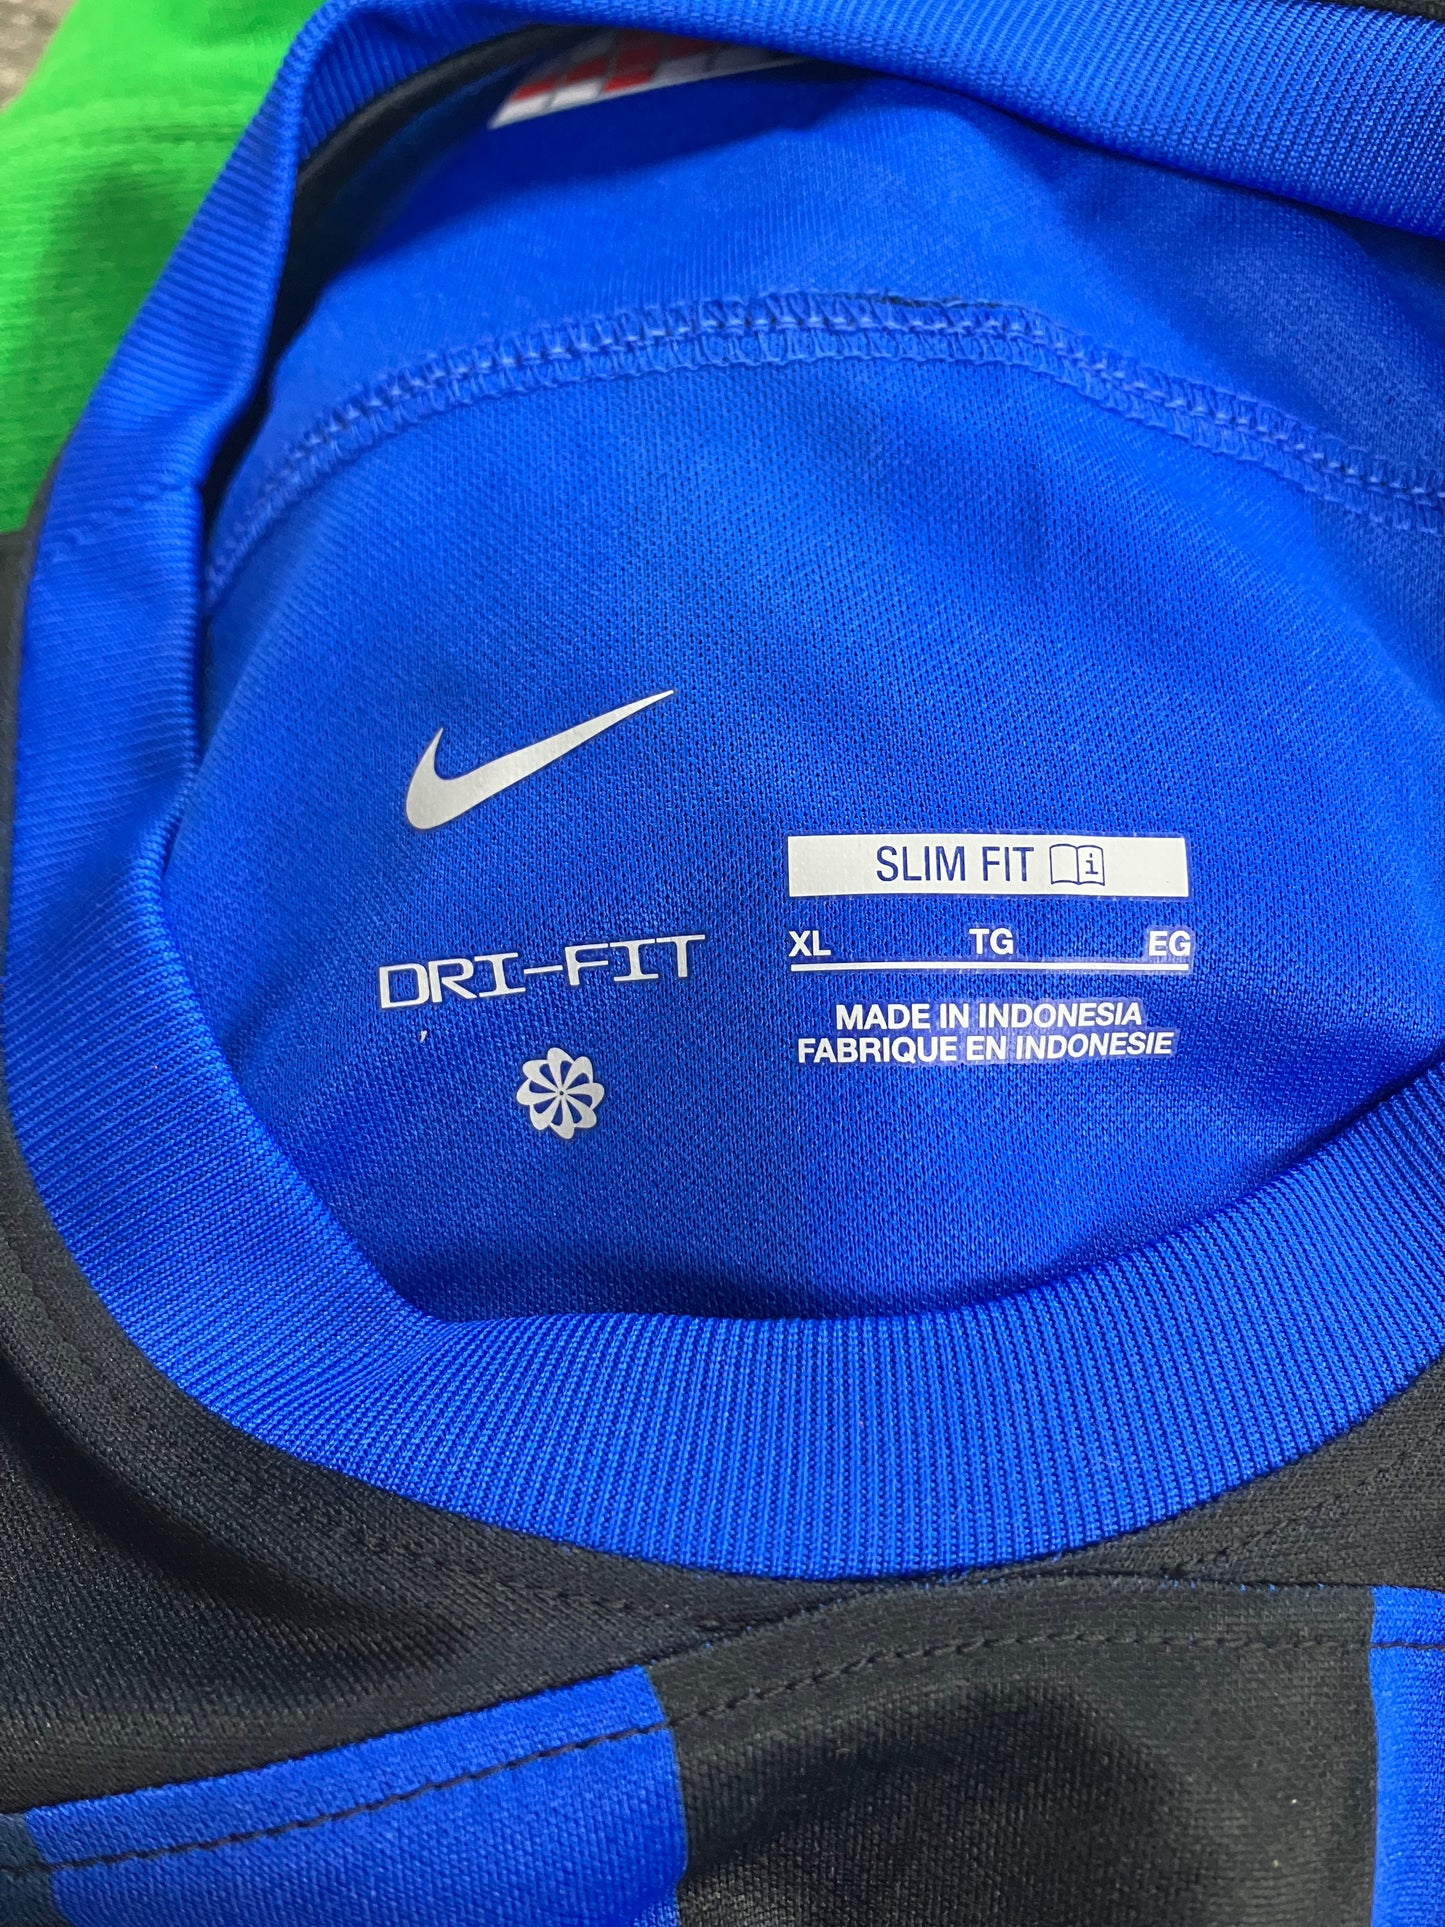 SLIM FIT i
XL TG EG
DRI-FIT
MADE IN INDONESIA
FABRIQUE EN INDONESIE